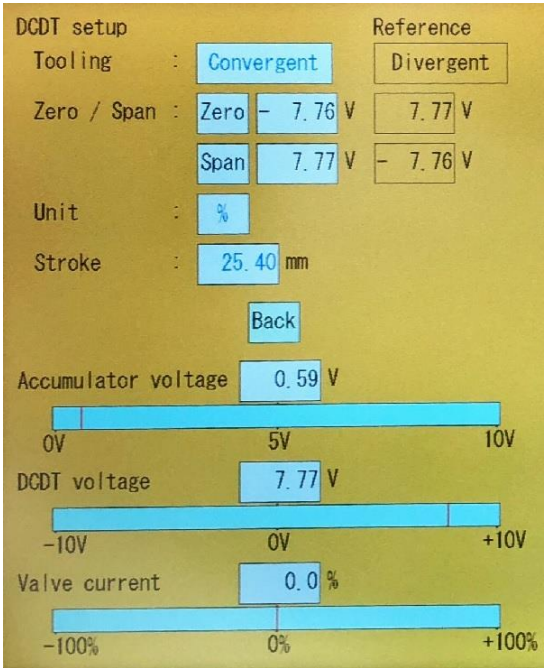 DCDT setup Reference
Tooling : Convergent Divergent
Zero / Span : Zero - 7.76 V 7.77 V
Span 7.77 V - 7.76 V
Unit : %
Stroke : 25.40 mm
Back
Accumulator voltage 0.59 V
0V 5V 10V
DCDT voltage 7.77 V
-10V 0V +10V
Valve current 0.0 %
-100% 0% +100%